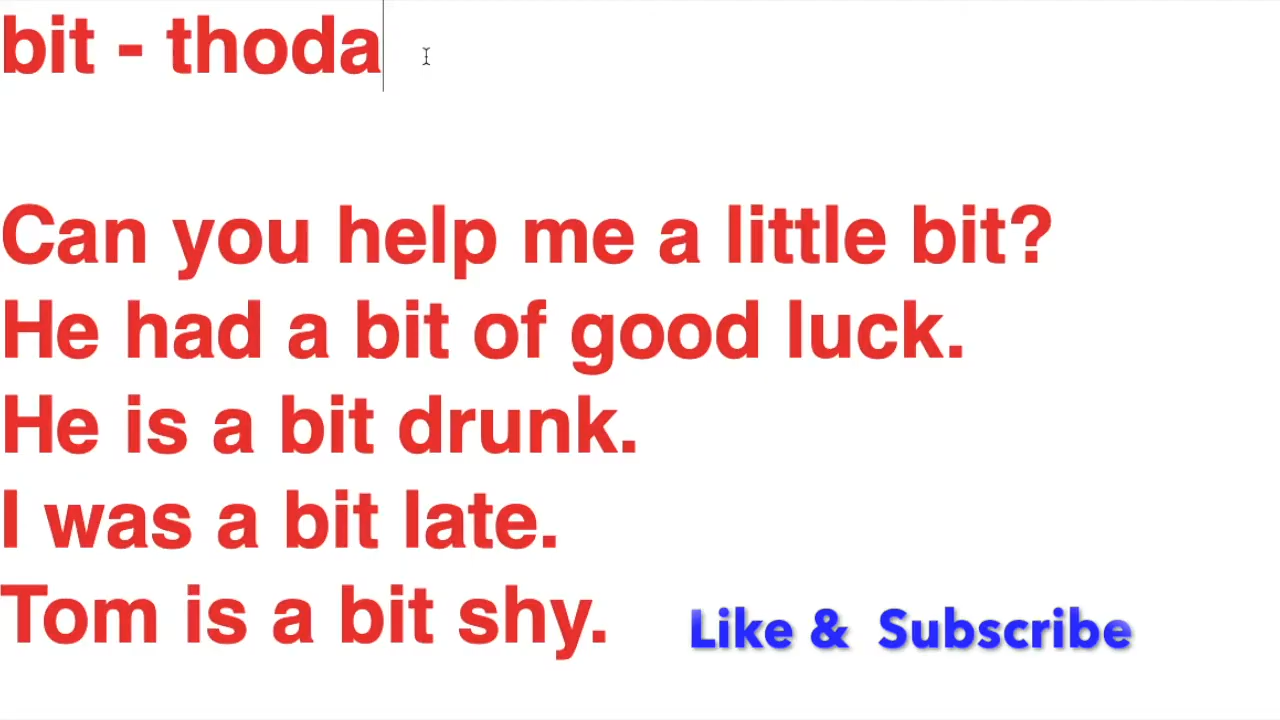 bit - thoda
Can you help me a little bit?
He had a bit of good luck.
He is a bit drunk.
I was a bit late.
Tom is a bit shy.
Like & Subscribe